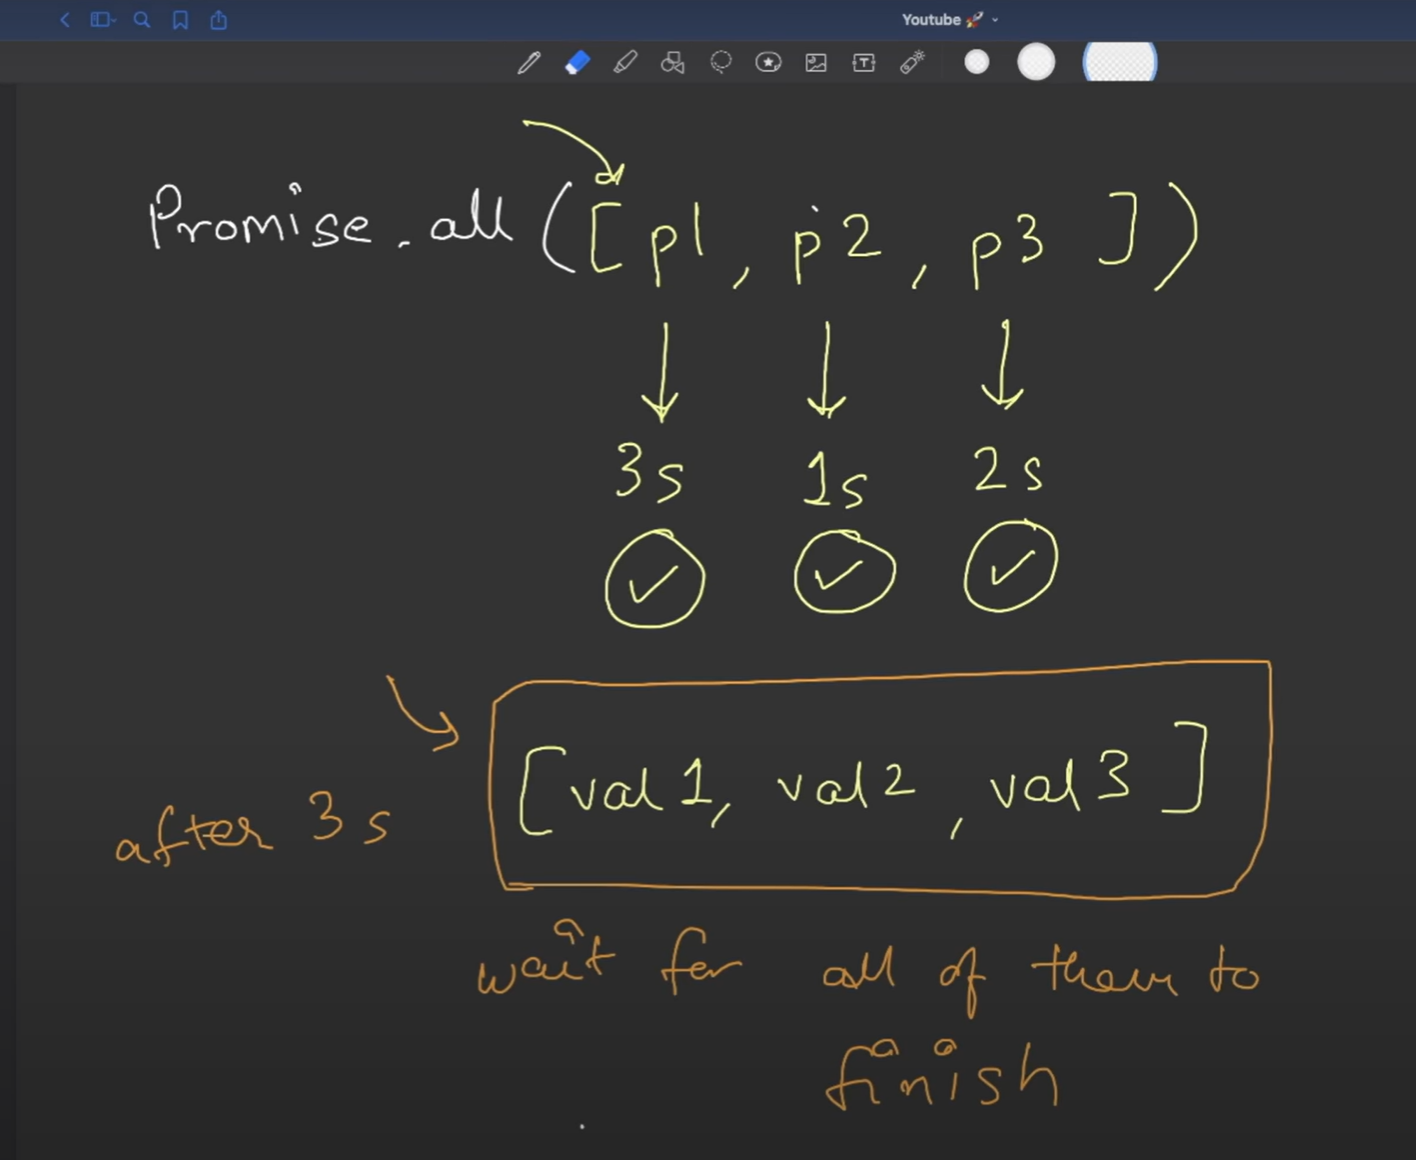 Youtube 🚀
Promise.all([p1, p2, p3])
3s 1s 2s
[val1, val2, val3]
after 3s
wait for all of them to
finish